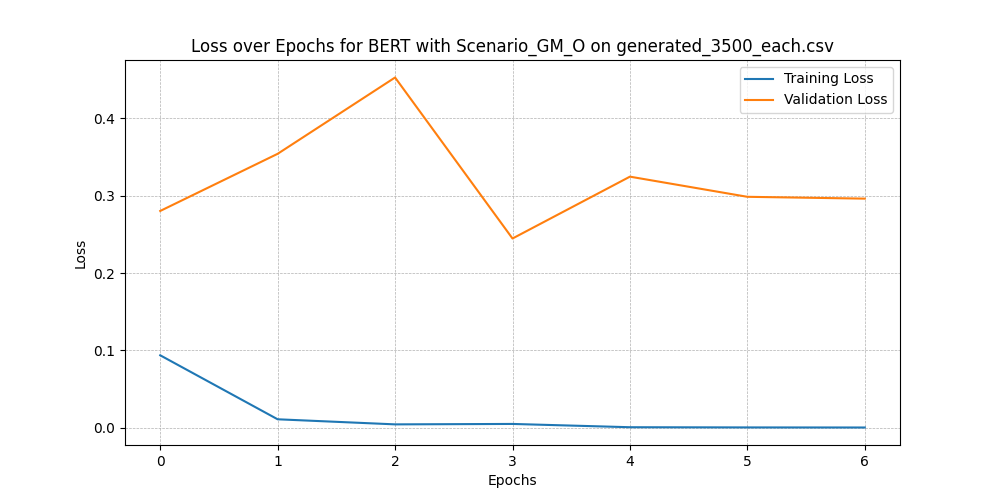 Loss over Epochs for BERT with Scenario_GM_O on generated_3500_each.csv
Training Loss
Validation Loss
Loss
0.4
0.3
0.2
0.1
0.0
0 1 2 3 4 5 6
Epochs